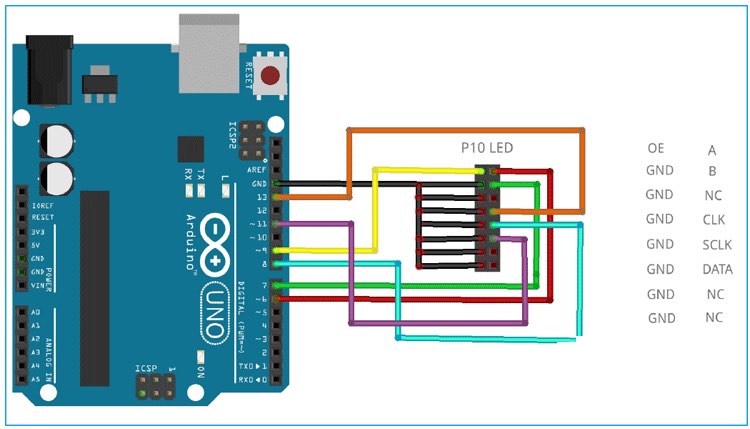 RESET
ICSP2
AREF
GND
13
12
~ 11
~ 10
~ 9
8
7
~ 6
~ 5
4
~ 3
2
TX0 ▸ 1
RX0 ◂ 0
DIGITAL (PWM=~)
RX
TX
L
Arduino™
UNO
ON
ICSP
1
IOREF
RESET
3V3
5V
GND
GND
VIN
POWER
A0
A1
A2
A3
A4
A5
ANALOG IN
P10 LED
OE A
GND B
GND NC
GND CLK
GND SCLK
GND DATA
GND NC
GND NC